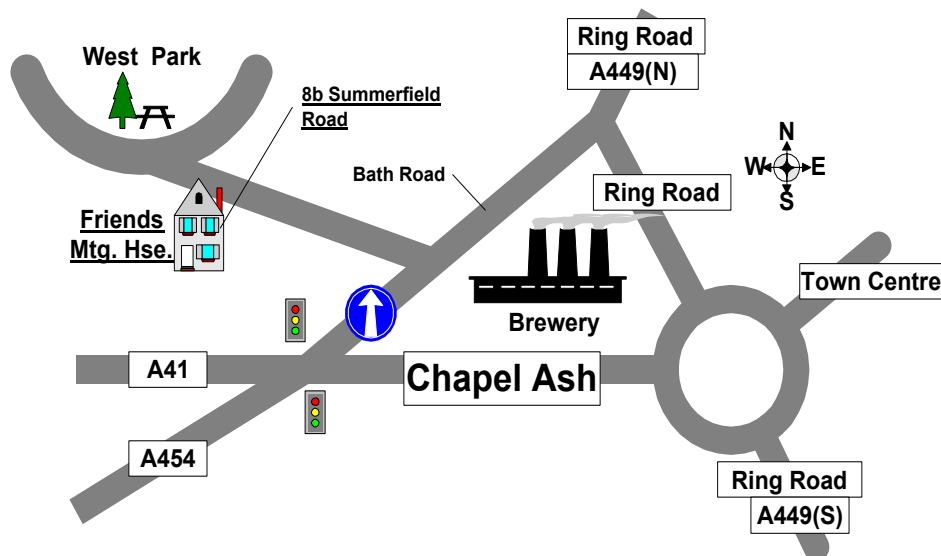 Ring Road
A449(N)
West Park
8b Summerfield
Road
Bath Road
N
W E
S
Ring Road
Friends
Mtg. Hse.
Town Centre
Brewery
A41
Chapel Ash
A454
Ring Road
A449(S)